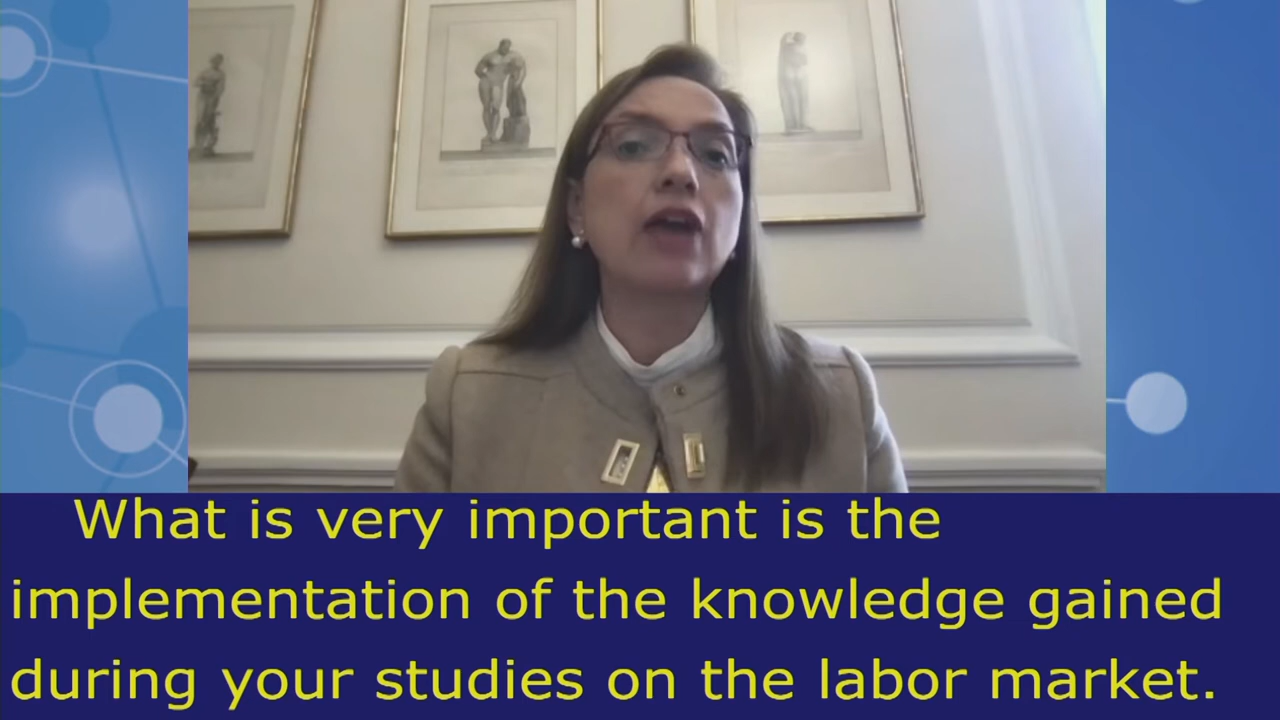 What is very important is the
implementation of the knowledge gained
during your studies on the labor market.